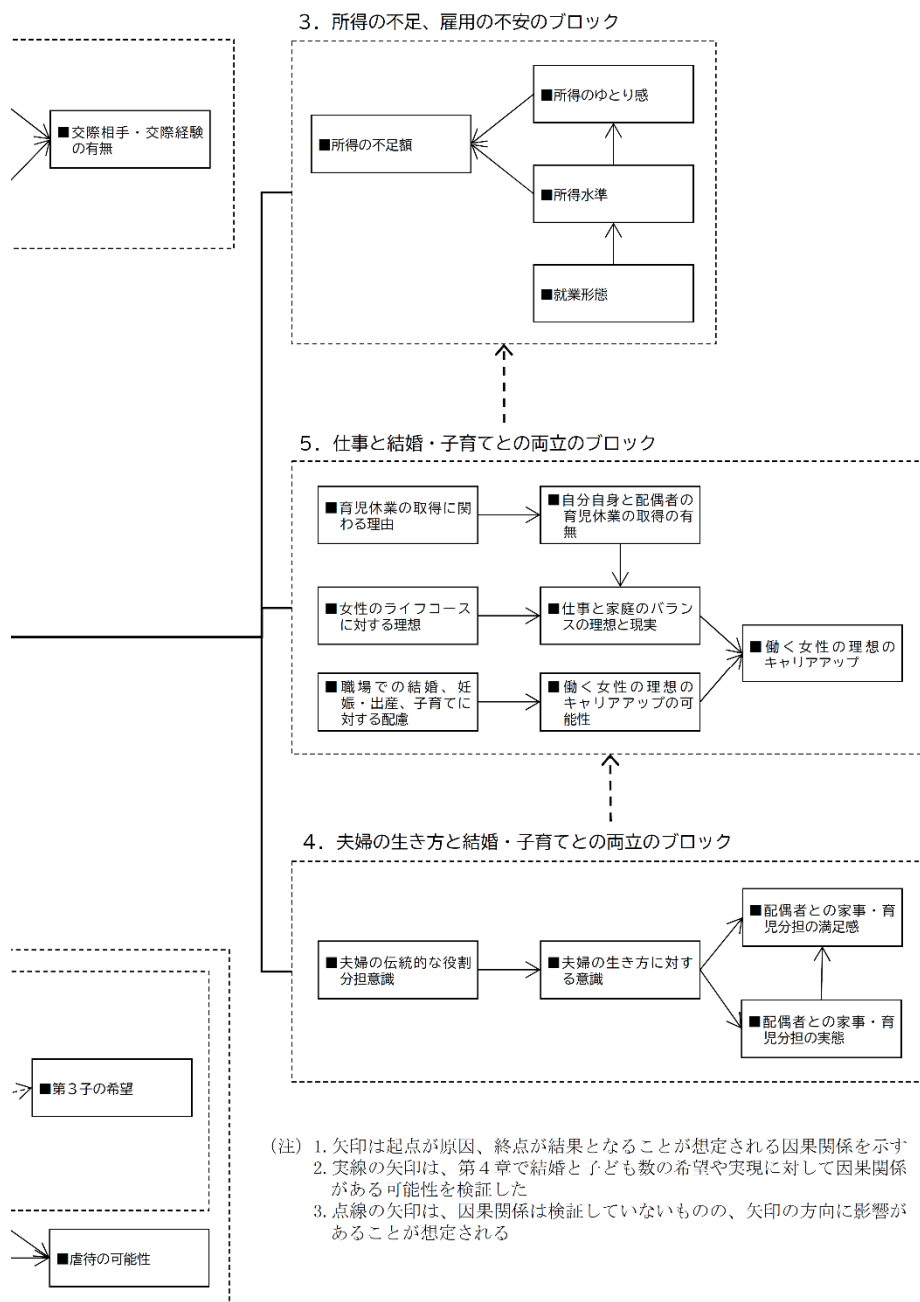 ３．所得の不足、雇用の不安のブロック
■交際相手・交際経験
の有無
■所得の不足額
■所得のゆとり感
■所得水準
■就業形態
５．仕事と結婚・子育てとの両立のブロック
■育児休業の取得に関
わる理由
■自分自身と配偶者の
育児休業の取得の有
無
■女性のライフコース
に対する理想
■仕事と家庭のバラン
スの理想と現実
■働く女性の理想の
キャリアアップ
■職場での結婚、妊
娠・出産、子育てに
対する配慮
■働く女性の理想の
キャリアアップの可
能性
４．夫婦の生き方と結婚・子育てとの両立のブロック
■夫婦の伝統的な役割
分担意識
■夫婦の生き方に対す
る意識
■配偶者との家事・育
児分担の満足感
■配偶者との家事・育
児分担の実態
■第３子の希望
■虐待の可能性
（注）1. 矢印は起点が原因、終点が結果となることが想定される因果関係を示す
2. 実線の矢印は、第４章で結婚と子ども数の希望や実現に対して因果関係
がある可能性を検証した
3. 点線の矢印は、因果関係は検証していないものの、矢印の方向に影響が
あることが想定される